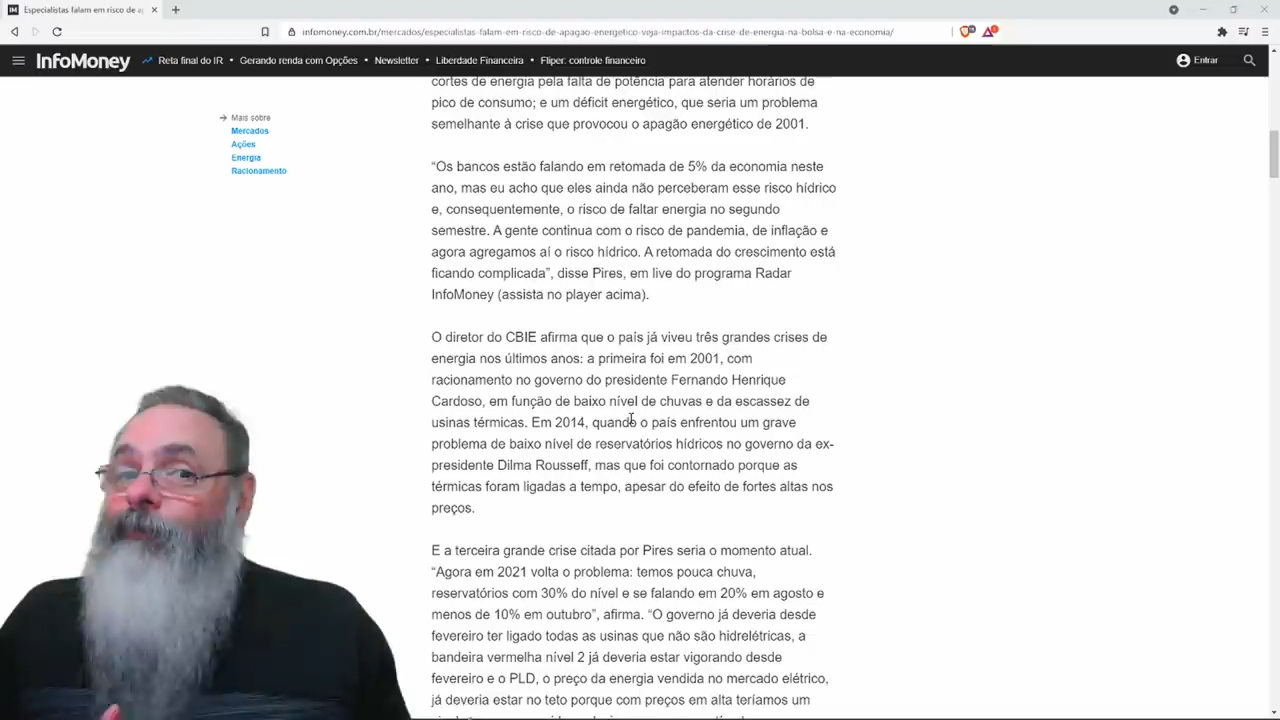 Especialistas falam em risco de a
infomoney.com.br/mercados/especialistas-falam-em-risco-de-apagao-energetico-veja-impactos-da-crise-de-energia-na-bolsa-e-na-economia/
InfoMoney
Reta final do IR • Gerando renda com Opções • Newsletter • Liberdade Financeira • Fliper: controle financeiro
Entrar
Mais sobre
Mercados
Ações
Energia
Racionamento
cortes de energia pela falta de potência para atender horários de
pico de consumo; e um déficit energético, que seria um problema
semelhante à crise que provocou o apagão energético de 2001.
“Os bancos estão falando em retomada de 5% da economia neste
ano, mas eu acho que eles ainda não perceberam esse risco hídrico
e, consequentemente, o risco de faltar energia no segundo
semestre. A gente continua com o risco de pandemia, de inflação e
agora agregamos aí o risco hídrico. A retomada do crescimento está
ficando complicada”, disse Pires, em live do programa Radar
InfoMoney (assista no player acima).
O diretor do CBIE afirma que o país já viveu três grandes crises de
energia nos últimos anos: a primeira foi em 2001, com
racionamento no governo do presidente Fernando Henrique
Cardoso, em função de baixo nível de chuvas e da escassez de
usinas térmicas. Em 2014, quando o país enfrentou um grave
problema de baixo nível de reservatórios hídricos no governo da ex-
presidente Dilma Rousseff, mas que foi contornado porque as
térmicas foram ligadas a tempo, apesar do efeito de fortes altas nos
preços.
E a terceira grande crise citada por Pires seria o momento atual.
“Agora em 2021 volta o problema: temos pouca chuva,
reservatórios com 30% do nível e se falando em 20% em agosto e
menos de 10% em outubro”, afirma. “O governo já deveria desde
fevereiro ter ligado todas as usinas que não são hidrelétricas, a
bandeira vermelha nível 2 já deveria estar vigorando desde
fevereiro e o PLD, o preço da energia vendida no mercado elétrico,
já deveria estar no teto porque com preços em alta teríamos um